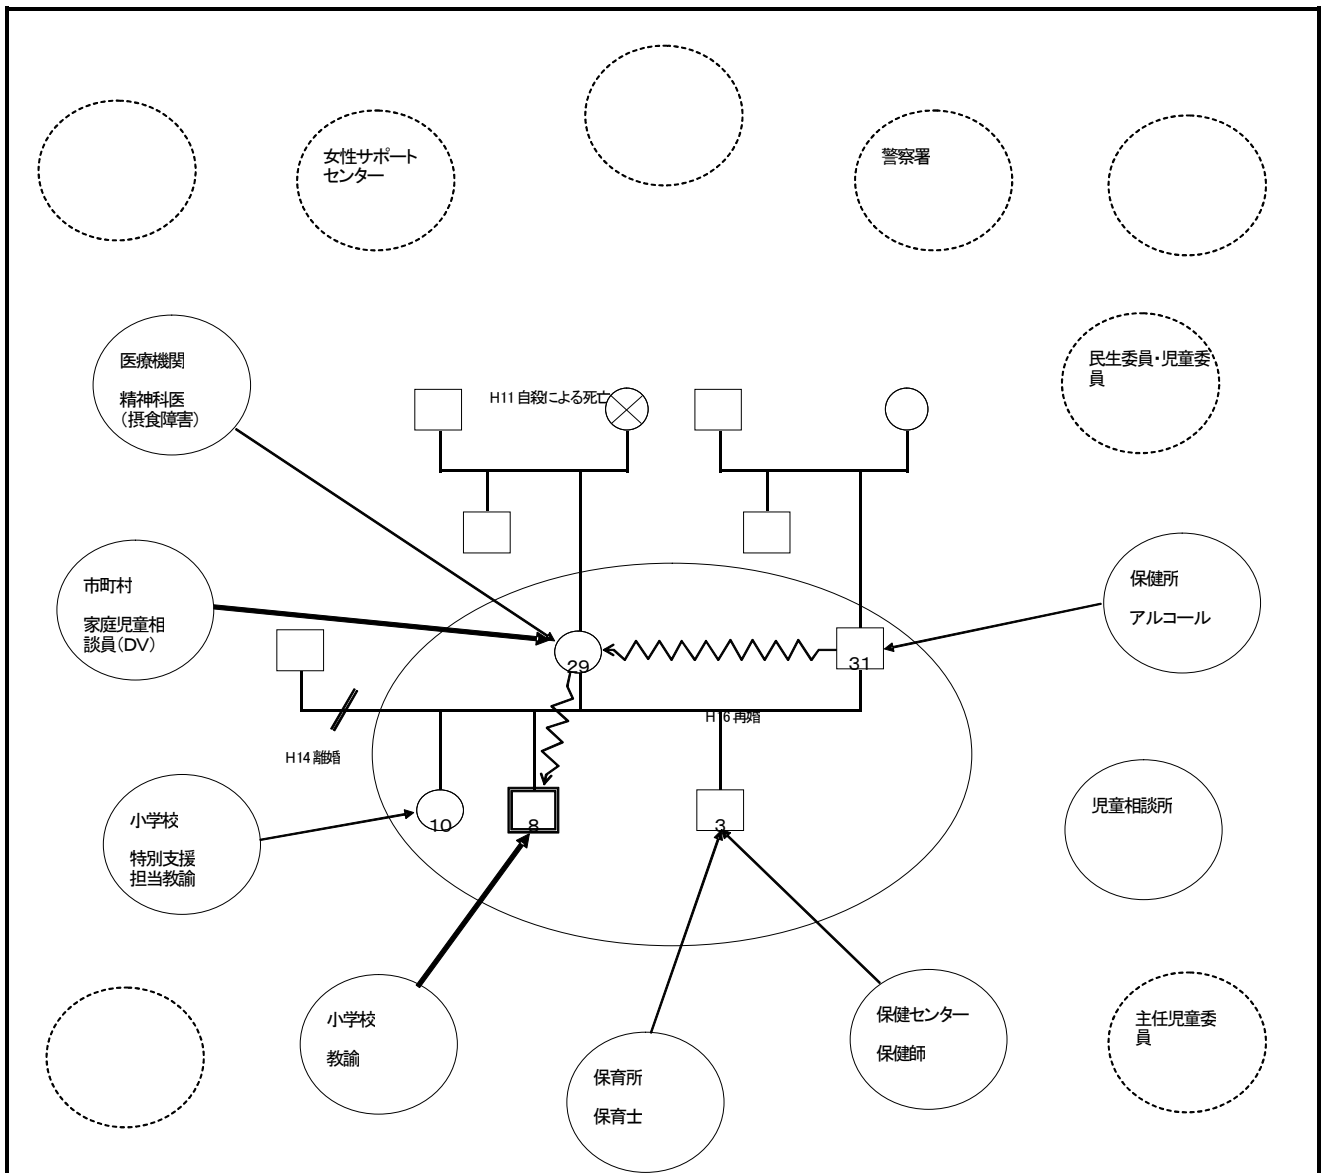 女性サポート
センター
警察署
医療機関
精神科医
（摂食障害）
民生委員・児童委
員
H11 自殺による死亡
市町村
家庭児童相
談員（DV）
保健所
アルコール
29
31
H16 再婚
H14 離婚
小学校
特別支援
担当教諭
10
8
3
児童相談所
小学校
教諭
保育所
保育士
保健センター
保健師
主任児童委
員